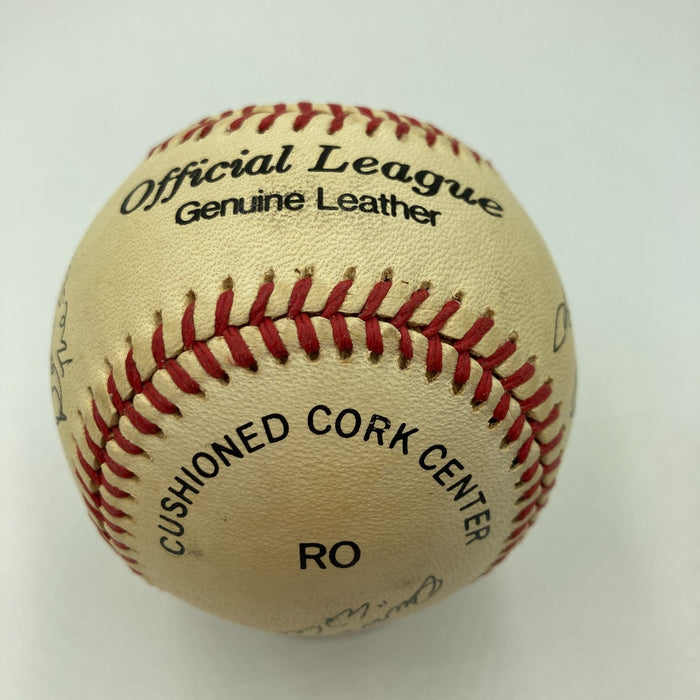 Official League
Genuine Leather
CUSHIONED CORK CENTER
RO